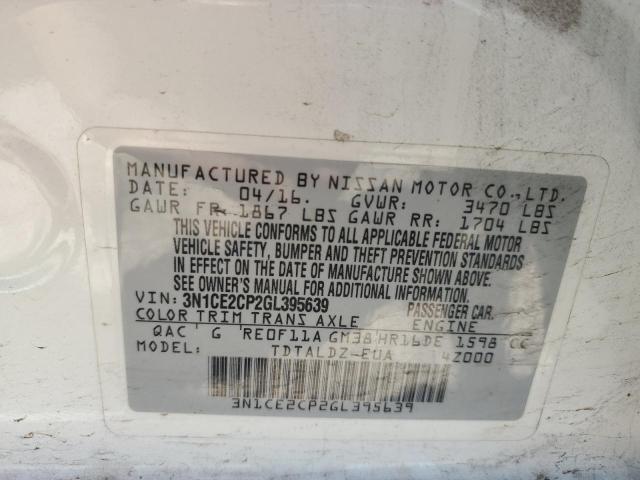 MANUFACTURED BY NISSAN MOTOR CO., LTD.
DATE: 04/16. GVWR: 3470 LBS
GAWR FR 1867 LBS GAWR RR: 1704 LBS
THIS VEHICLE CONFORMS TO ALL APPLICABLE FEDERAL MOTOR
VEHICLE SAFETY, BUMPER AND THEFT PREVENTION STANDARDS
IN EFFECT ON THE DATE OF MANUFACTURE SHOWN ABOVE.
SEE OWNER'S MANUAL FOR ADDITIONAL INFORMATION.
VIN: 3N1CE2CP2GL395639 PASSENGER CAR.
COLOR TRIM TRANS AXLE ENGINE
QAC G RE0F11A GM38 HR16DE 1598 CC
MODEL: TDTALDZ-EUA 4Z000
3N1CE2CP2GL395639